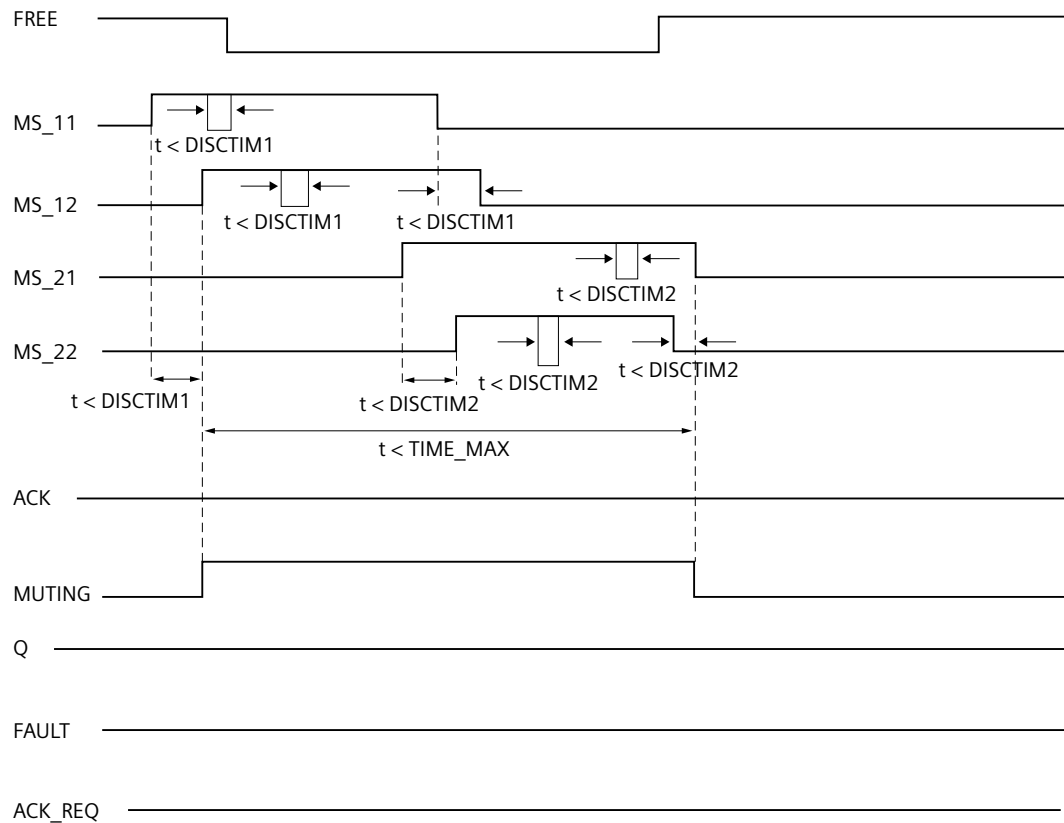 FREE
MS_11
t < DISCTIM1
MS_12
t < DISCTIM1
t < DISCTIM1
MS_21
t < DISCTIM2
MS_22
t < DISCTIM2
t < DISCTIM2
t < DISCTIM1
t < DISCTIM2
t < TIME_MAX
ACK
MUTING
Q
FAULT
ACK_REQ